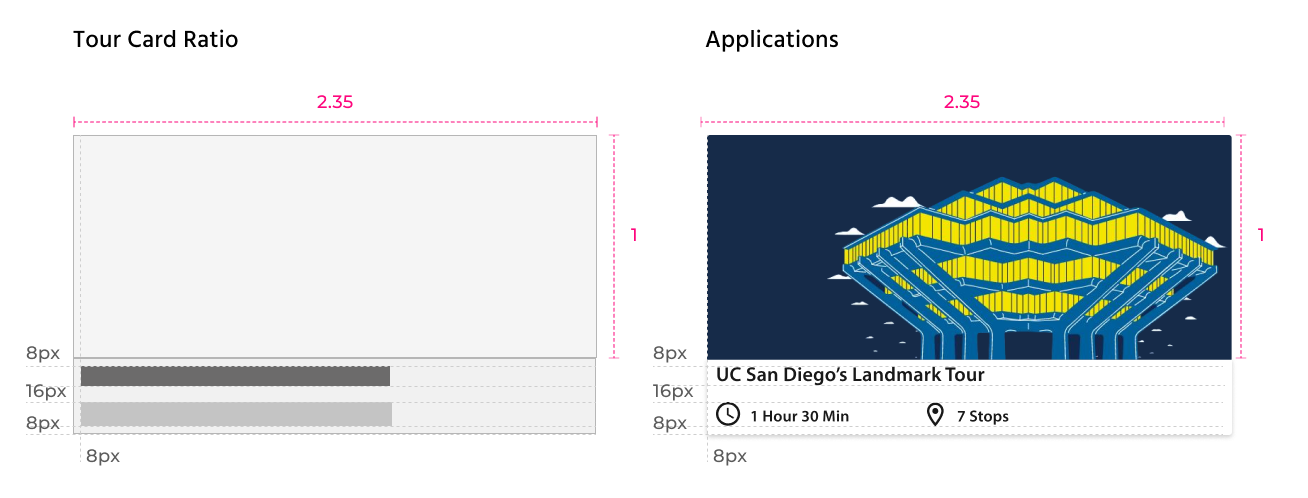 Tour Card Ratio
2.35
1
8px
16px
8px
8px
Applications
2.35
1
8px
16px
8px
8px
UC San Diego’s Landmark Tour
1 Hour 30 Min
7 Stops